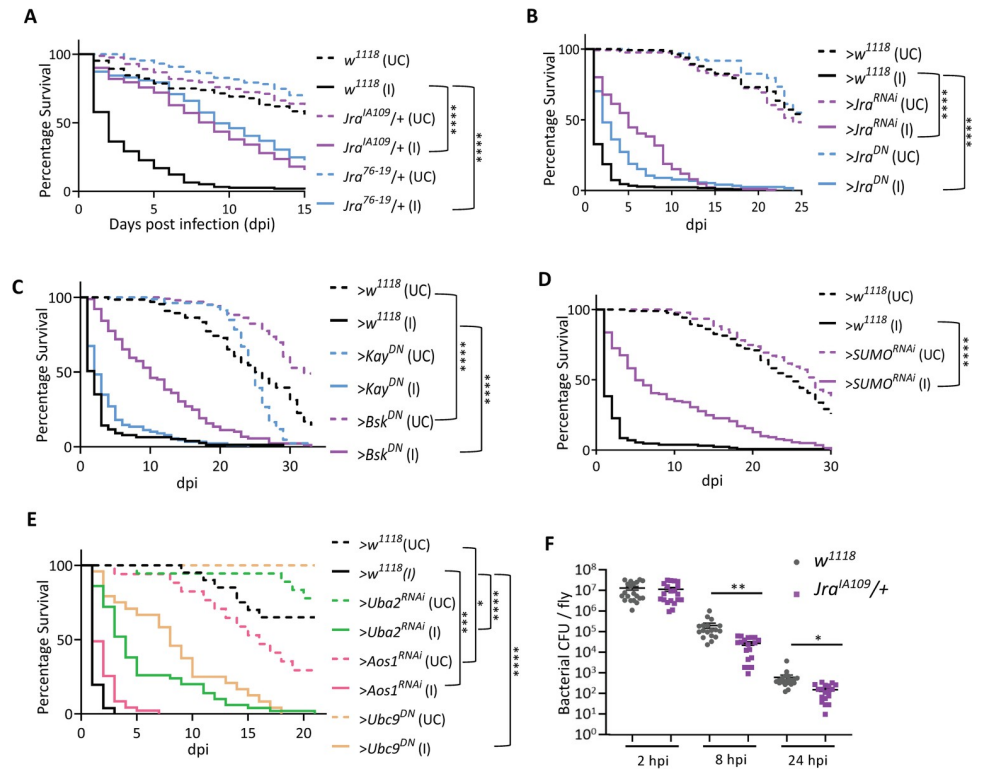 A
Percentage Survival
100
50
0
0 5 10 15
Days post infection (dpi)
w1118 (UC)
w1118 (I)
JraIA109/+ (UC)
JraIA109/+ (I)
Jra76-19/+ (UC)
Jra76-19/+ (I)
****
****
B
Percentage Survival
100
50
0
0 5 10 15 20 25
dpi
>w1118 (UC)
>w1118 (I)
>JraRNAi (UC)
>JraRNAi (I)
>JraDN (UC)
>JraDN (I)
****
****
C
Percentage Survival
100
50
0
0 10 20 30
dpi
>w1118 (UC)
>w1118 (I)
>KayDN (UC)
>KayDN (I)
>BskDN (UC)
>BskDN (I)
****
****
D
Percentage Survival
100
50
0
0 10 20 30
dpi
>w1118(UC)
>w1118 (I)
>SUMORNAi (UC)
>SUMORNAi (I)
****
E
Percentage Survival
100
50
0
0 5 10 15 20
dpi
>w1118(UC)
>w1118(I)
>Uba2RNAi (UC)
>Uba2RNAi (I)
>Aos1RNAi (UC)
>Aos1RNAi (I)
>Ubc9DN (UC)
>Ubc9DN (I)
***
*
****
****
F
Bacterial CFU / fly
10⁸
10⁷
10⁶
10⁵
10⁴
10³
10²
10¹
10⁰
w1118
JraIA109/+
**
*
2 hpi 8 hpi 24 hpi